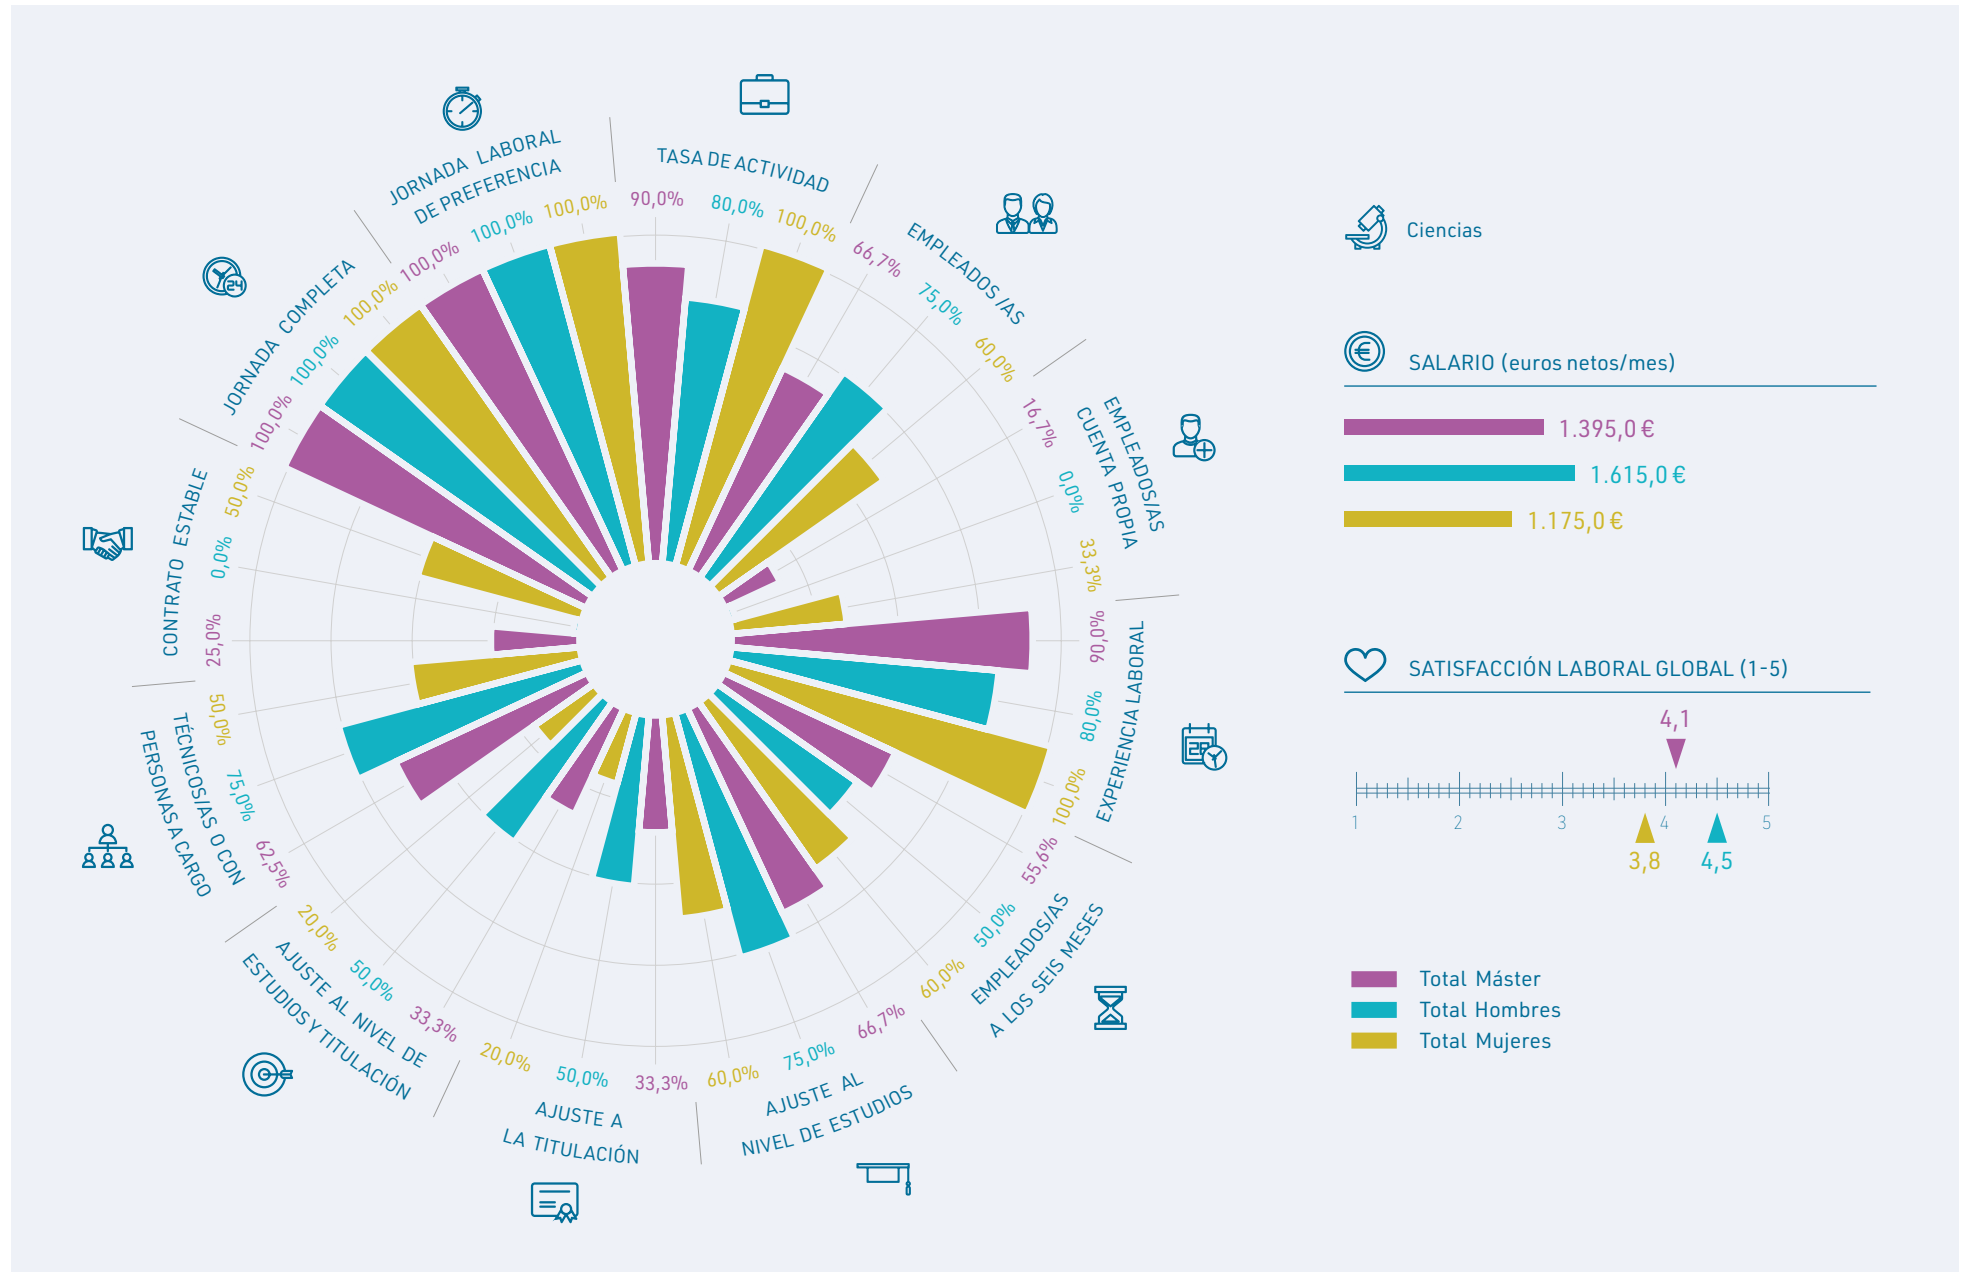 TASA DE ACTIVIDAD
90,0%
80,0%
100,0%
EMPLEADOS /AS
66,7%
75,0%
60,0%
EMPLEADOS/AS
CUENTA PROPIA
16,7%
0,0%
33,3%
EXPERIENCIA LABORAL
90,0%
80,0%
100,0%
EMPLEADOS/AS
A LOS SEIS MESES
55,6%
50,0%
60,0%
AJUSTE AL
NIVEL DE ESTUDIOS
66,7%
75,0%
60,0%
AJUSTE A
LA TITULACIÓN
33,3%
50,0%
20,0%
AJUSTE AL NIVEL DE
ESTUDIOS Y TITULACIÓN
33,3%
50,0%
20,0%
TÉCNICOS/AS O CON
PERSONAS A CARGO
62,5%
75,0%
50,0%
CONTRATO ESTABLE
25,0%
0,0%
50,0%
JORNADA COMPLETA
100,0%
100,0%
100,0%
JORNADA LABORAL
DE PREFERENCIA
100,0%
100,0%
100,0%
24
22
Ciencias
€
SALARIO (euros netos/mes)
1.395,0 €
1.615,0 €
1.175,0 €
SATISFACCIÓN LABORAL GLOBAL (1-5)
4,1
1 2 3 4 5
3,8 4,5
Total Máster
Total Hombres
Total Mujeres